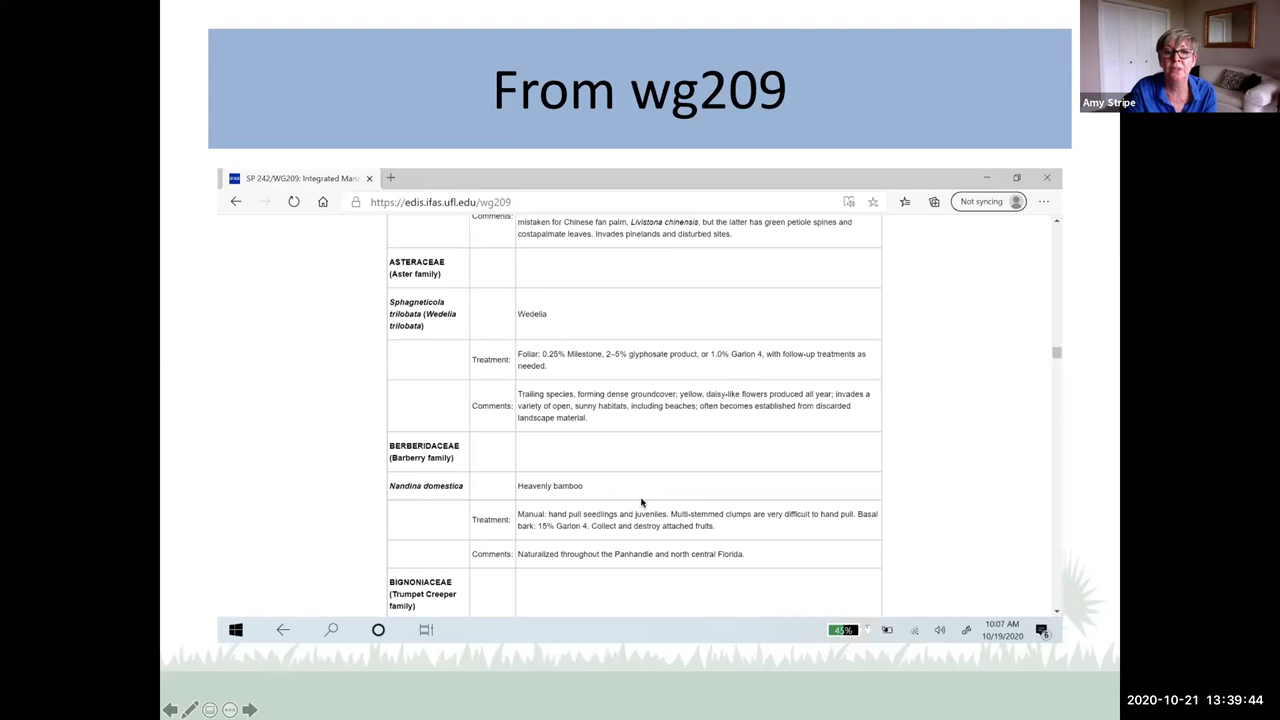 From wg209
Amy Stripe
SP 242/WG209: Integrated Man
https://edis.ifas.ufl.edu/wg209
Not syncing
Comments:
mistaken for Chinese fan palm, Livistona chinensis, but the latter has green petiole spines and
costapalmate leaves. Invades pinelands and disturbed sites.
ASTERACEAE
(Aster family)
Sphagneticola
trilobata (Wedelia
trilobata)
Wedelia
Treatment:
Foliar: 0.25% Milestone, 2–5% glyphosate product, or 1.0% Garlon 4, with follow-up treatments as
needed.
Comments:
Trailing species, forming dense groundcover; yellow, daisy-like flowers produced all year; invades a
variety of open, sunny habitats, including beaches; often becomes established from discarded
landscape material.
BERBERIDACEAE
(Barberry family)
Nandina domestica
Heavenly bamboo
Treatment:
Manual: hand pull seedlings and juveniles. Multi-stemmed clumps are very difficult to hand pull. Basal
bark: 15% Garlon 4. Collect and destroy attached fruits.
Comments:
Naturalized throughout the Panhandle and north central Florida.
BIGNONIACEAE
(Trumpet Creeper
family)
45%
10:07 AM
10/19/2020
6
2020-10-21 13:39:44